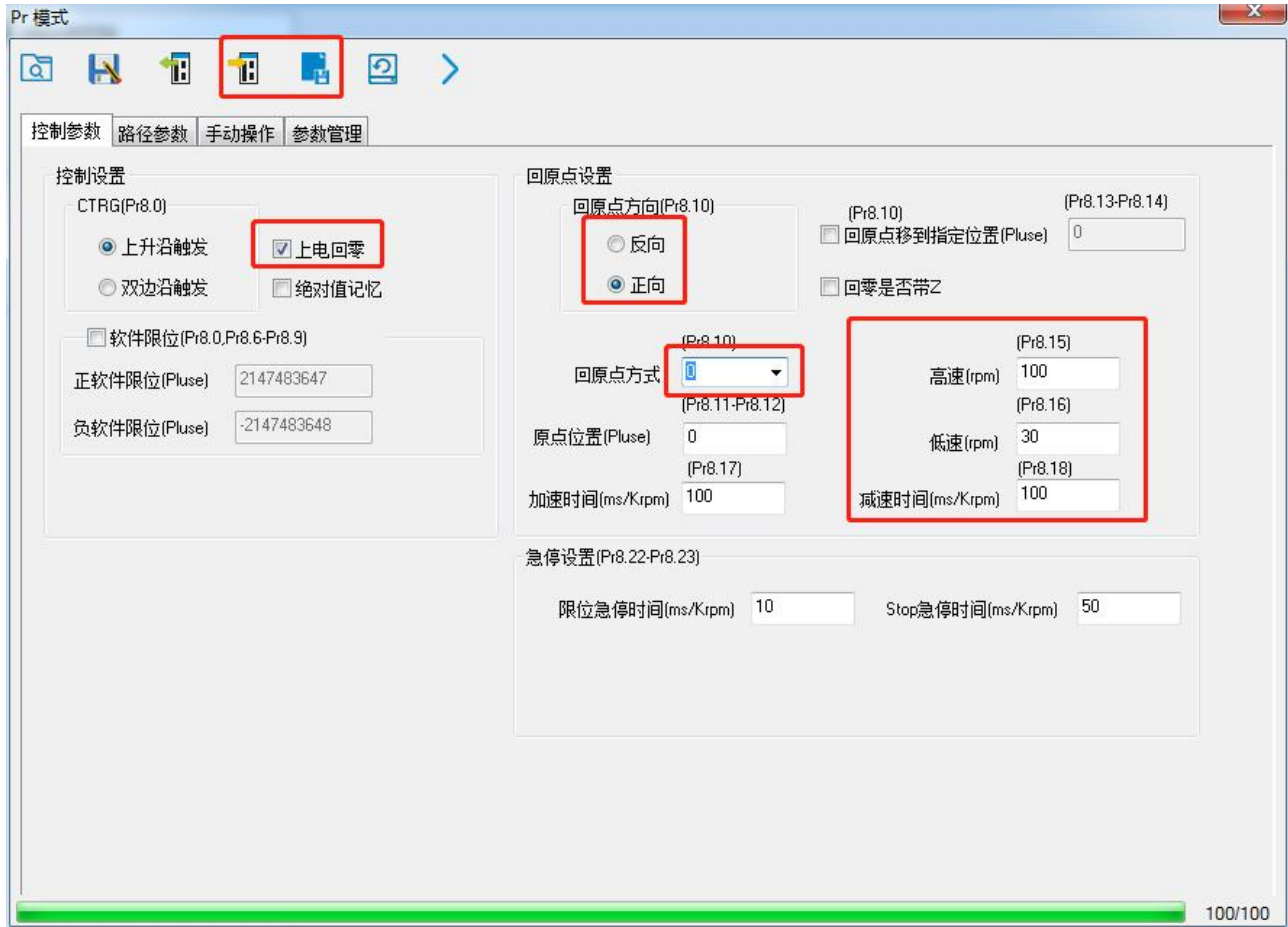 Pr 模式
控制参数 路径参数 手动操作 参数管理
控制设置
CTRG(Pr8.0)
上升沿触发
上电回零
双边沿触发
绝对值记忆
软件限位(Pr8.0,Pr8.6-Pr8.9)
正软件限位(Pluse) 2147483647
负软件限位(Pluse) -2147483648
回原点设置
回原点方向(Pr8.10)
反向
正向
(Pr8.10)
(Pr8.13-Pr8.14)
回原点移到指定位置(Pluse) 0
回零是否带Z
(Pr8.10)
回原点方式 0
(Pr8.11-Pr8.12)
原点位置(Pluse) 0
(Pr8.17)
加速时间(ms/Krpm) 100
(Pr8.15)
高速(rpm) 100
(Pr8.16)
低速(rpm) 30
(Pr8.18)
减速时间(ms/Krpm) 100
急停设置(Pr8.22-Pr8.23)
限位急停时间(ms/Krpm) 10 Stop急停时间(ms/Krpm) 50
100/100